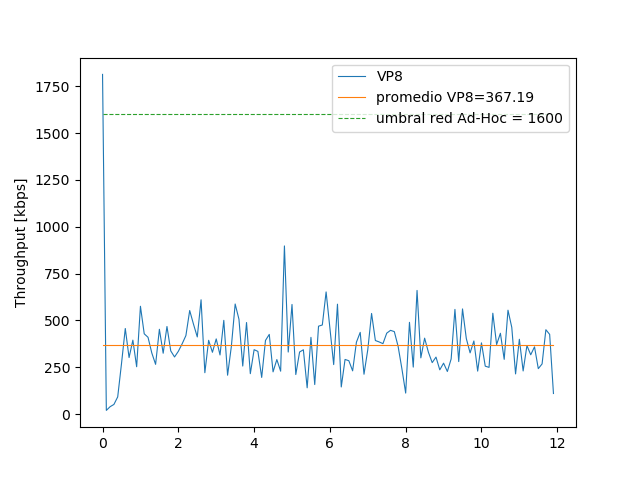 VP8
promedio VP8=367.19
umbral red Ad-Hoc = 1600
1750
1500
1250
1000
750
500
250
0
Throughput [kbps]
0 2 4 6 8 10 12